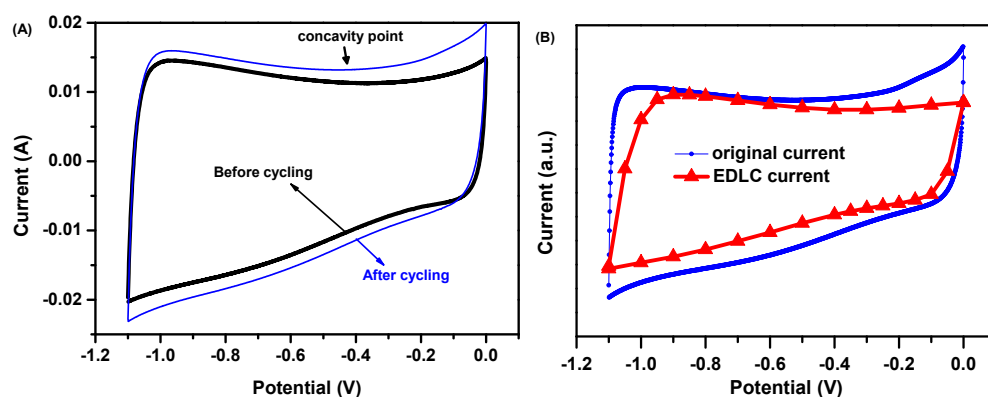 (A)
concavity point
Before cycling
After cycling
0.02
0.01
0.00
-0.01
-0.02
-1.2 -1.0 -0.8 -0.6 -0.4 -0.2 0.0
Current (A)
Potential (V)
(B)
original current
EDLC current
-1.2 -1.0 -0.8 -0.6 -0.4 -0.2 0.0
Current (a.u.)
Potential (V)